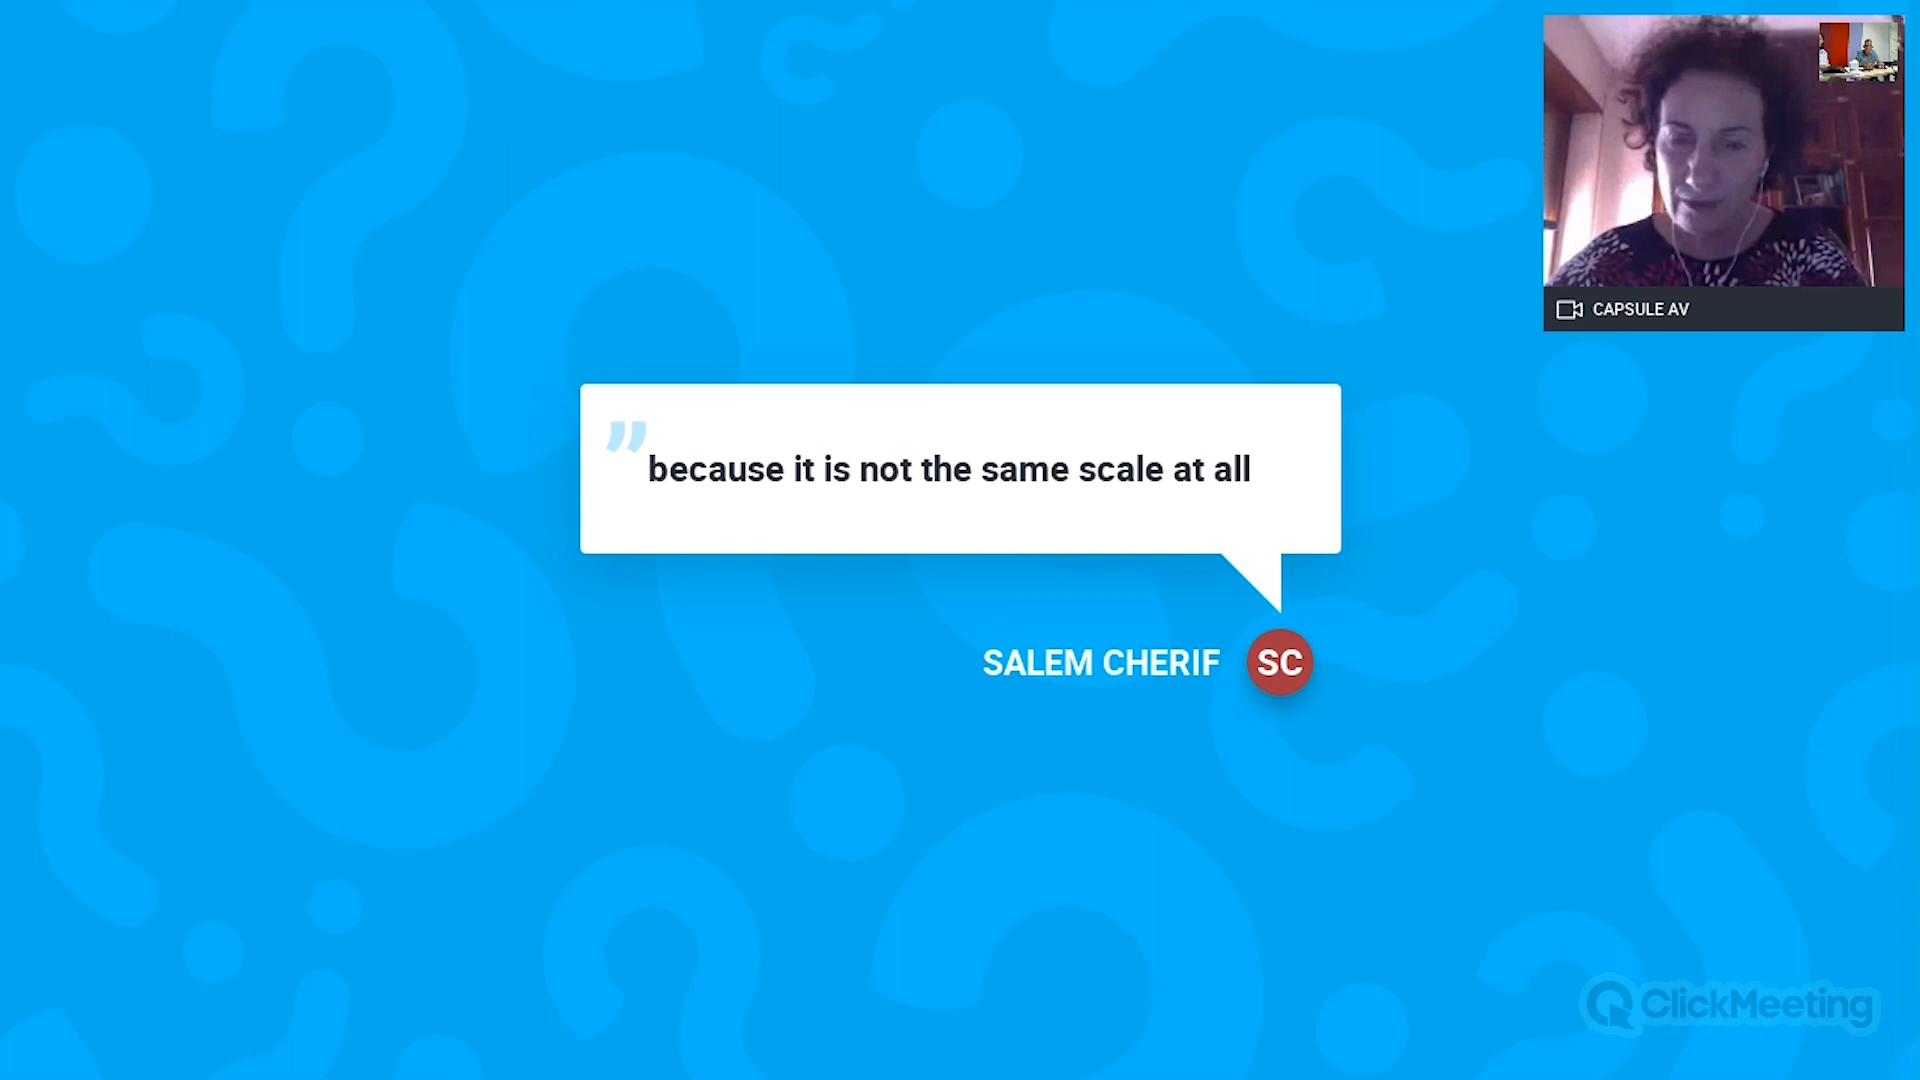 CAPSULE AV
because it is not the same scale at all
SALEM CHERIF
SC
ClickMeeting